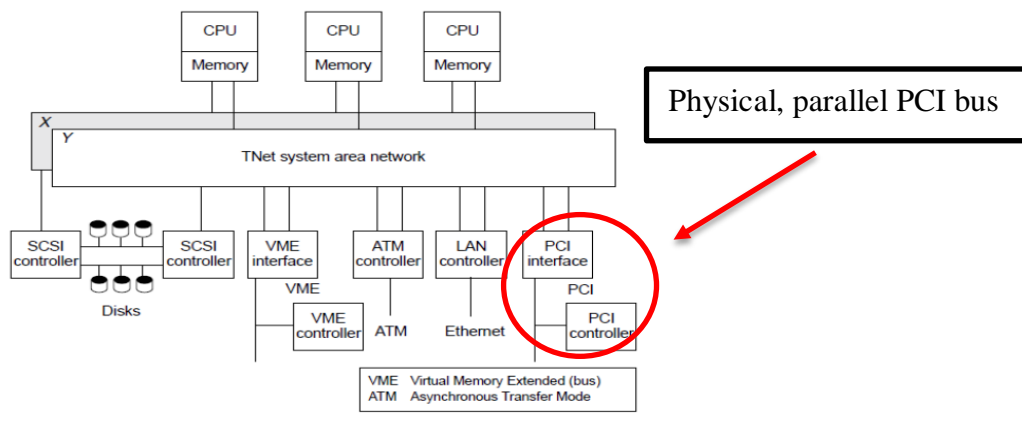 CPU
Memory
CPU
Memory
CPU
Memory
Physical, parallel PCI bus
X
Y
TNet system area network
SCSI
controller
Disks
SCSI
controller
VME
interface
VME
VME
controller
ATM
controller
ATM
LAN
controller
Ethernet
PCI
interface
PCI
PCI
controller
VME Virtual Memory Extended (bus)
ATM Asynchronous Transfer Mode